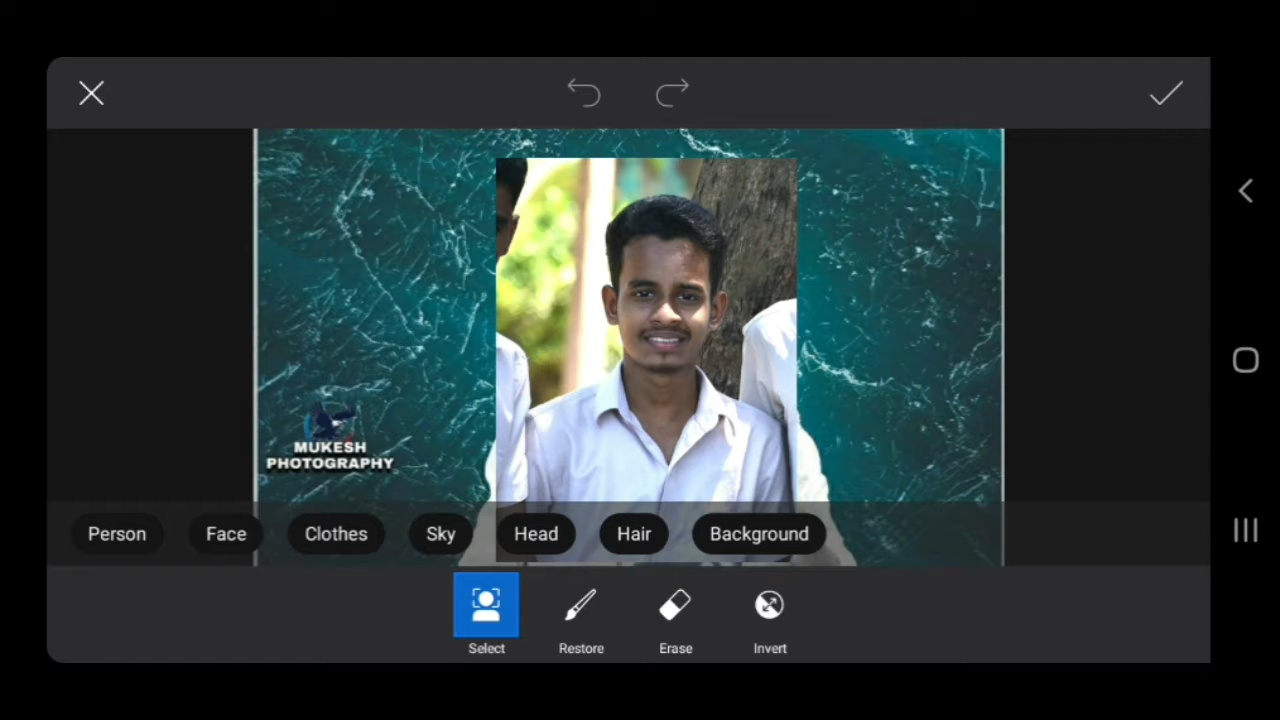 MUKESH
PHOTOGRAPHY
Person Face Clothes Sky Head Hair Background
Select Restore Erase Invert